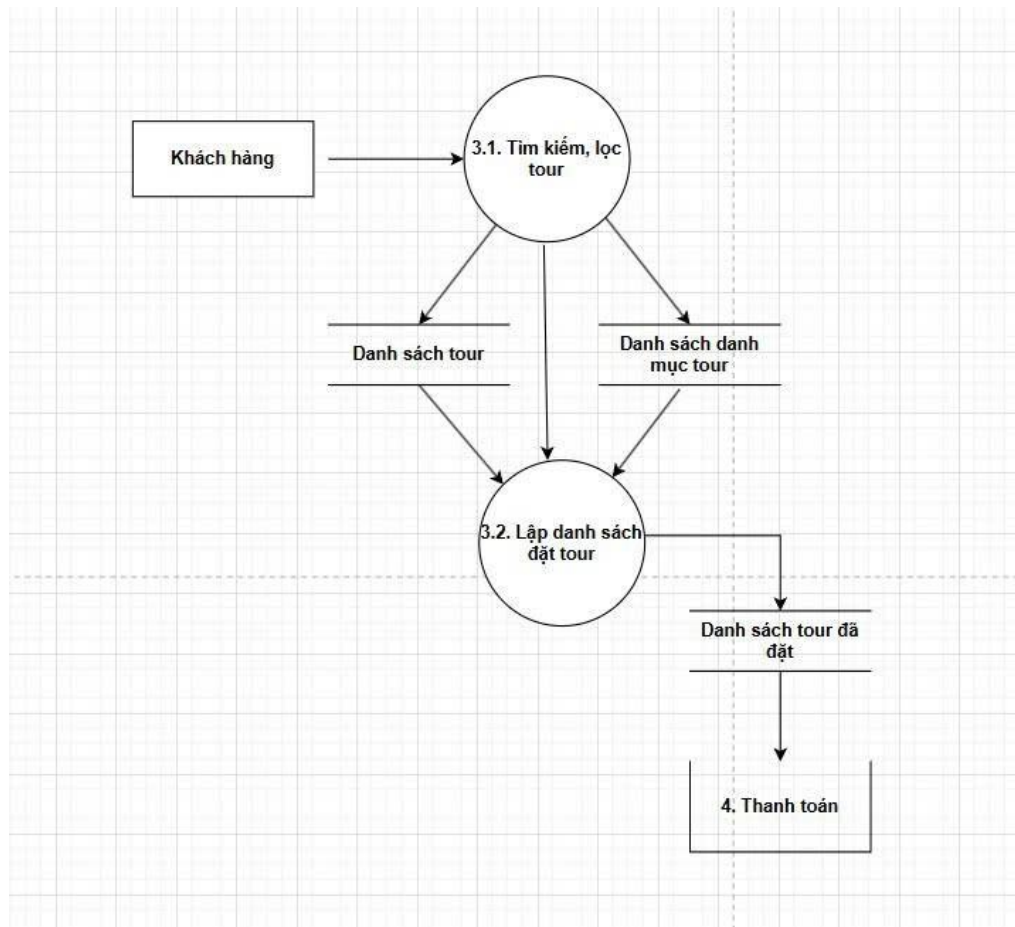 Khách hàng
3.1. Tìm kiếm, lọc
tour
Danh sách tour
Danh sách danh
mục tour
3.2. Lập danh sách
đặt tour
Danh sách tour đã
đặt
4. Thanh toán